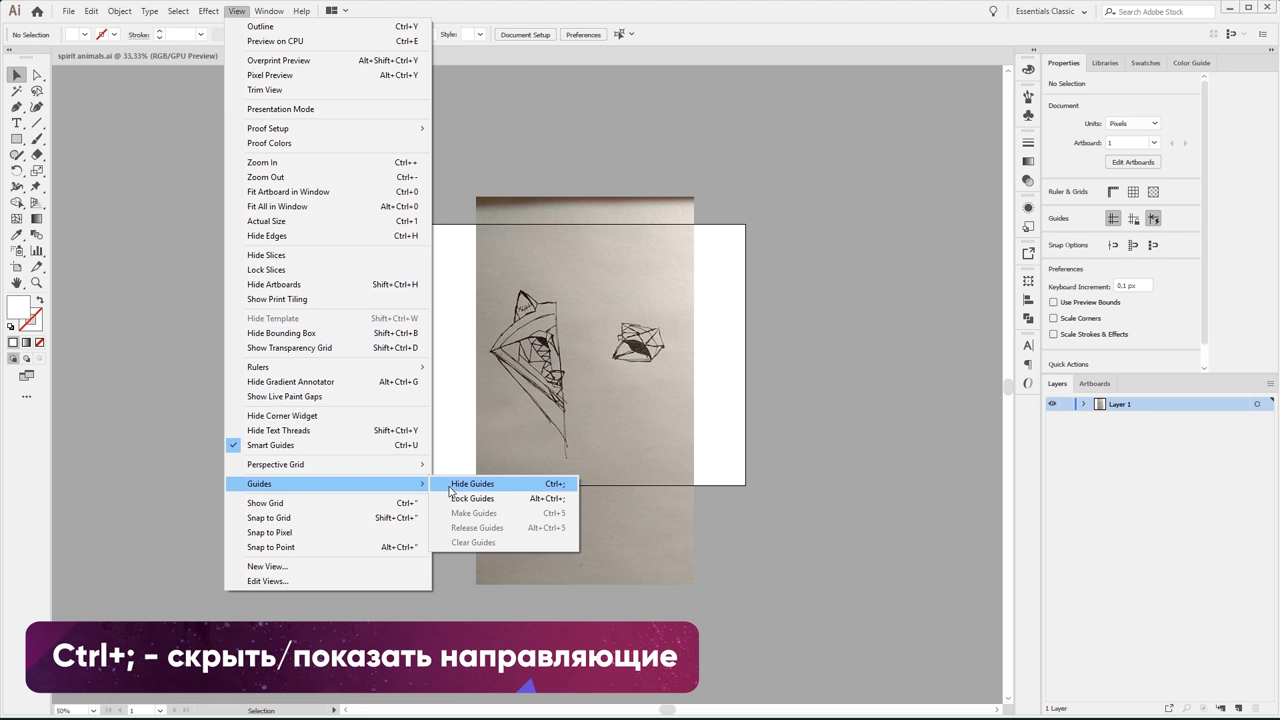 Ai
File Edit Object Type Select Effect View Window Help
Essentials Classic
Search Adobe Stock
No Selection
Stroke:
Style:
Document Setup
Preferences
spirit animals.ai @ 33,33% (RGB/GPU Preview)
Outline Ctrl+Y
Preview on CPU Ctrl+E
Overprint Preview Alt+Shift+Ctrl+Y
Pixel Preview Alt+Ctrl+Y
Trim View
Presentation Mode
Proof Setup
Proof Colors
Zoom In Ctrl++
Zoom Out Ctrl+-
Fit Artboard in Window Ctrl+0
Fit All in Window Alt+Ctrl+0
Actual Size Ctrl+1
Hide Edges Ctrl+H
Hide Slices
Lock Slices
Hide Artboards Shift+Ctrl+H
Show Print Tiling
Hide Template Shift+Ctrl+W
Hide Bounding Box Shift+Ctrl+B
Show Transparency Grid Shift+Ctrl+D
Rulers
Hide Gradient Annotator Alt+Ctrl+G
Show Live Paint Gaps
Hide Corner Widget
Hide Text Threads Shift+Ctrl+Y
Smart Guides Ctrl+U
Perspective Grid
Guides
Show Grid Ctrl+"
Snap to Grid Shift+Ctrl+"
Snap to Pixel
Snap to Point Alt+Ctrl+"
New View...
Edit Views...
Hide Guides Ctrl+;
Lock Guides Alt+Ctrl+;
Make Guides Ctrl+5
Release Guides Alt+Ctrl+5
Clear Guides
Properties Libraries Swatches Color Guide
No Selection
Document
Units: Pixels
Artboard: 1
Edit Artboards
Ruler & Grids
Guides
Snap Options
Preferences
Keyboard Increment: 0,1 px
Use Preview Bounds
Scale Corners
Scale Strokes & Effects
Quick Actions
Layers Artboards
Layer 1
1 Layer
Ctrl+; - скрыть/показать направляющие
50%
1
Selection